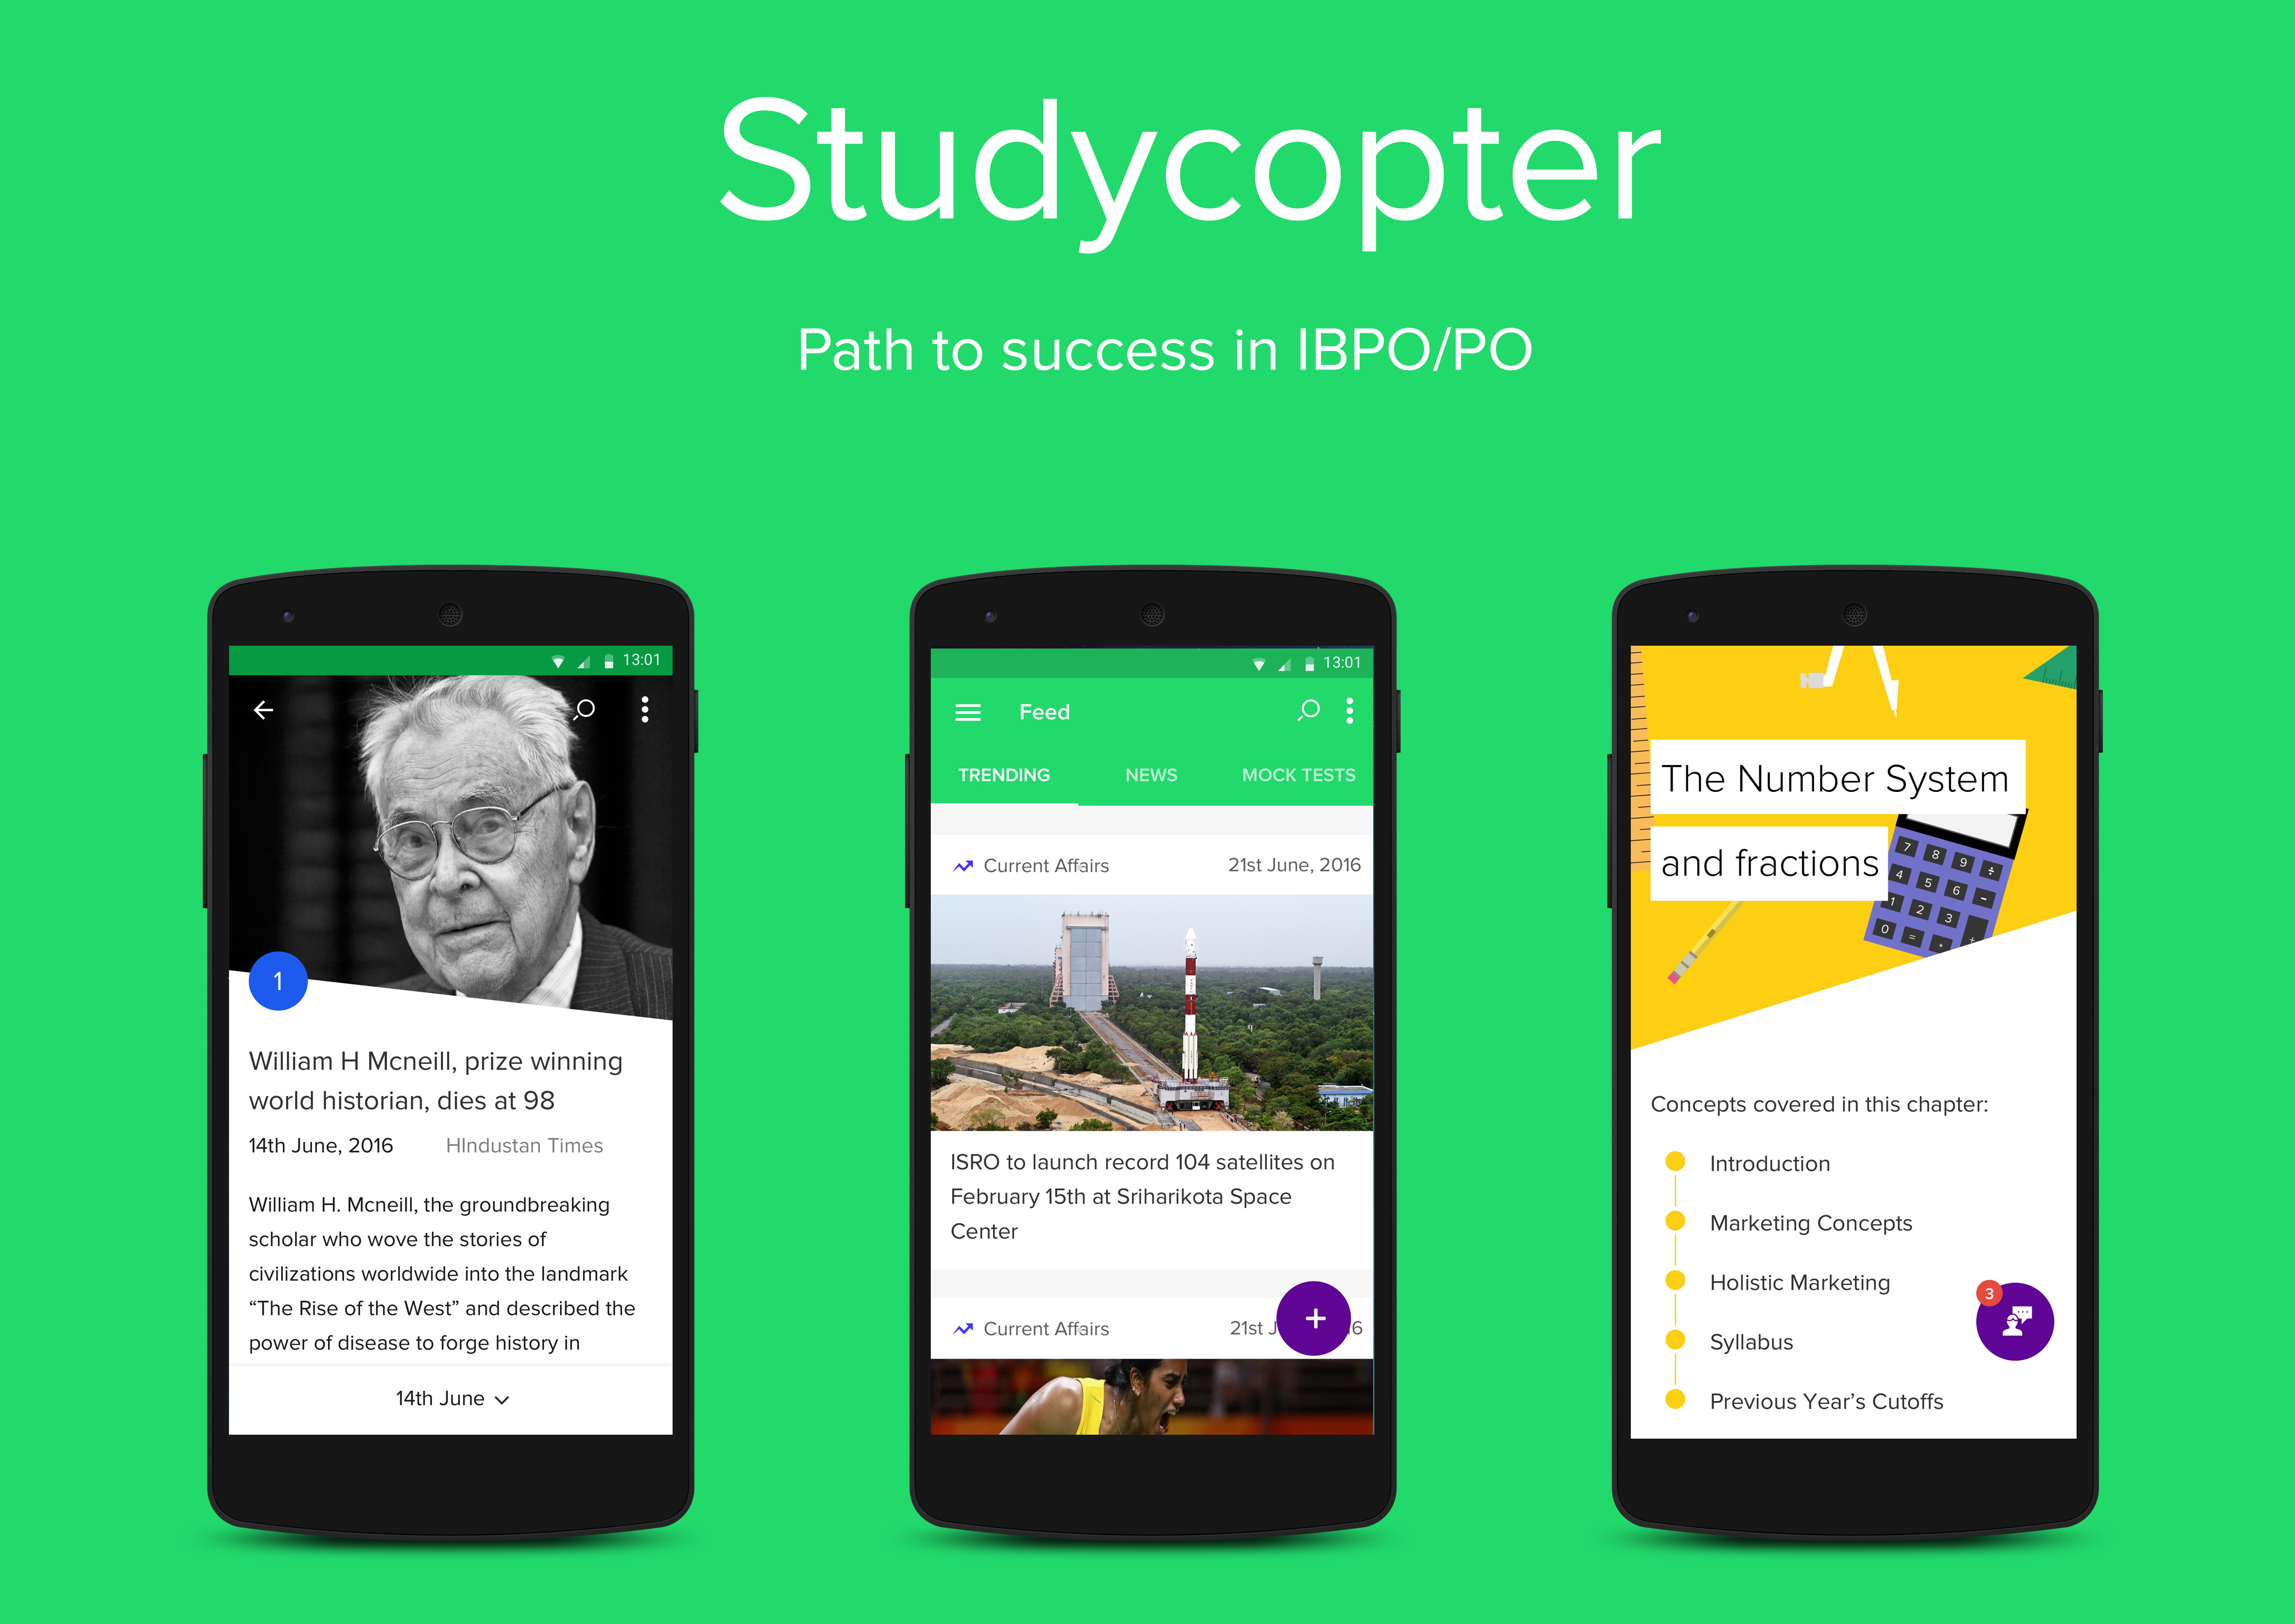 Studycopter
Path to success in IBPO/PO
13:01
1
William H Mcneill, prize winning
world historian, dies at 98
14th June, 2016 HIndustan Times
William H. Mcneill, the groundbreaking
scholar who wove the stories of
civilizations worldwide into the landmark
“The Rise of the West” and described the
power of disease to forge history in
14th June
13:01
Feed
TRENDING NEWS MOCK TESTS
Current Affairs 21st June, 2016
ISRO to launch record 104 satellites on
February 15th at Sriharikota Space
Center
+
Current Affairs 21st J 6
The Number System
and fractions
7 8 9 ÷
4 5 6 -
1 2 3 +
0 = *
Concepts covered in this chapter:
Introduction
Marketing Concepts
Holistic Marketing
3
Syllabus
Previous Year’s Cutoffs